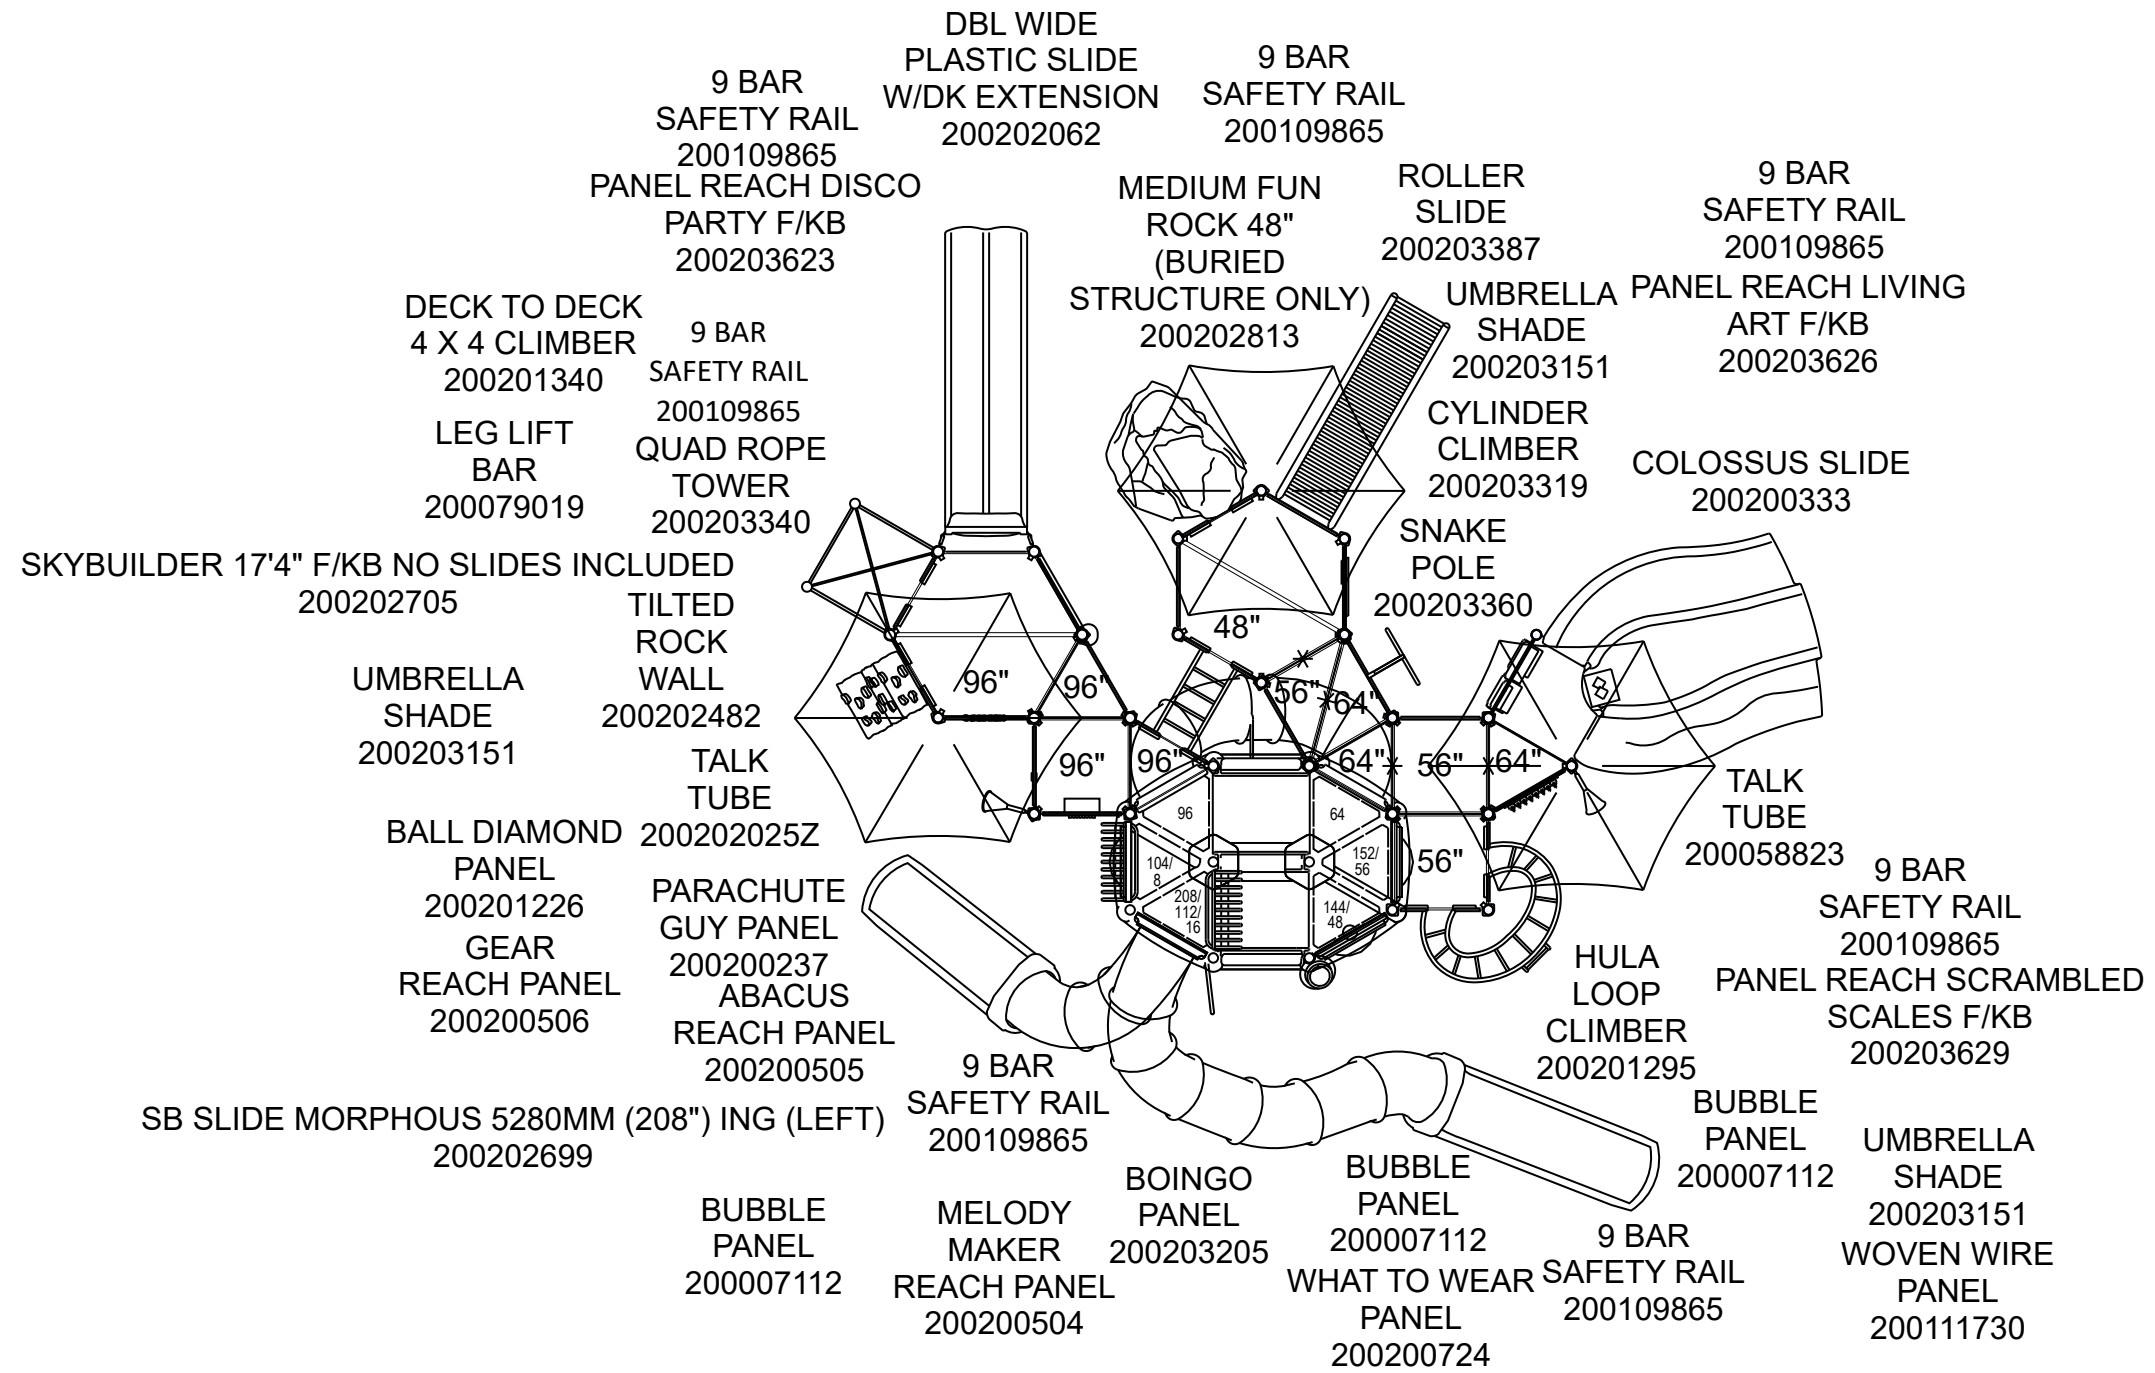 DBL WIDE
PLASTIC SLIDE
W/DK EXTENSION
200202062
9 BAR
SAFETY RAIL
200109865
9 BAR
SAFETY RAIL
200109865
PANEL REACH DISCO
PARTY F/KB
200203623
MEDIUM FUN
ROCK 48"
(BURIED
STRUCTURE ONLY)
200202813
ROLLER
SLIDE
200203387
9 BAR
SAFETY RAIL
200109865
UMBRELLA
SHADE
200203151
PANEL REACH LIVING
ART F/KB
200203626
DECK TO DECK
4 X 4 CLIMBER
200201340
9 BAR
SAFETY RAIL
200109865
LEG LIFT
BAR
200079019
QUAD ROPE
TOWER
200203340
CYLINDER
CLIMBER
200203319
COLOSSUS SLIDE
200200333
SNAKE
POLE
200203360
SKYBUILDER 17'4" F/KB NO SLIDES INCLUDED
200202705
TILTED
ROCK
WALL
200202482
UMBRELLA
SHADE
200203151
48"
96"
96"
56"
64"
96"
96"
64"
56"
64"
TALK
TUBE
200202025Z
TALK
TUBE
200058823
96
64
104/
8
152/
56
56"
208/
112/
16
144/
48
BALL DIAMOND
PANEL
200201226
PARACHUTE
GUY PANEL
200200237
9 BAR
SAFETY RAIL
200109865
GEAR
REACH PANEL
200200506
ABACUS
REACH PANEL
200200505
HULA
LOOP
CLIMBER
200201295
PANEL REACH SCRAMBLED
SCALES F/KB
200203629
9 BAR
SAFETY RAIL
200109865
SB SLIDE MORPHOUS 5280MM (208") ING (LEFT)
200202699
BUBBLE
PANEL
200007112
UMBRELLA
SHADE
200203151
BUBBLE
PANEL
200007112
MELODY
MAKER
REACH PANEL
200200504
BOINGO
PANEL
200203205
BUBBLE
PANEL
200007112
WHAT TO WEAR
PANEL
200200724
9 BAR
SAFETY RAIL
200109865
WOVEN WIRE
PANEL
200111730